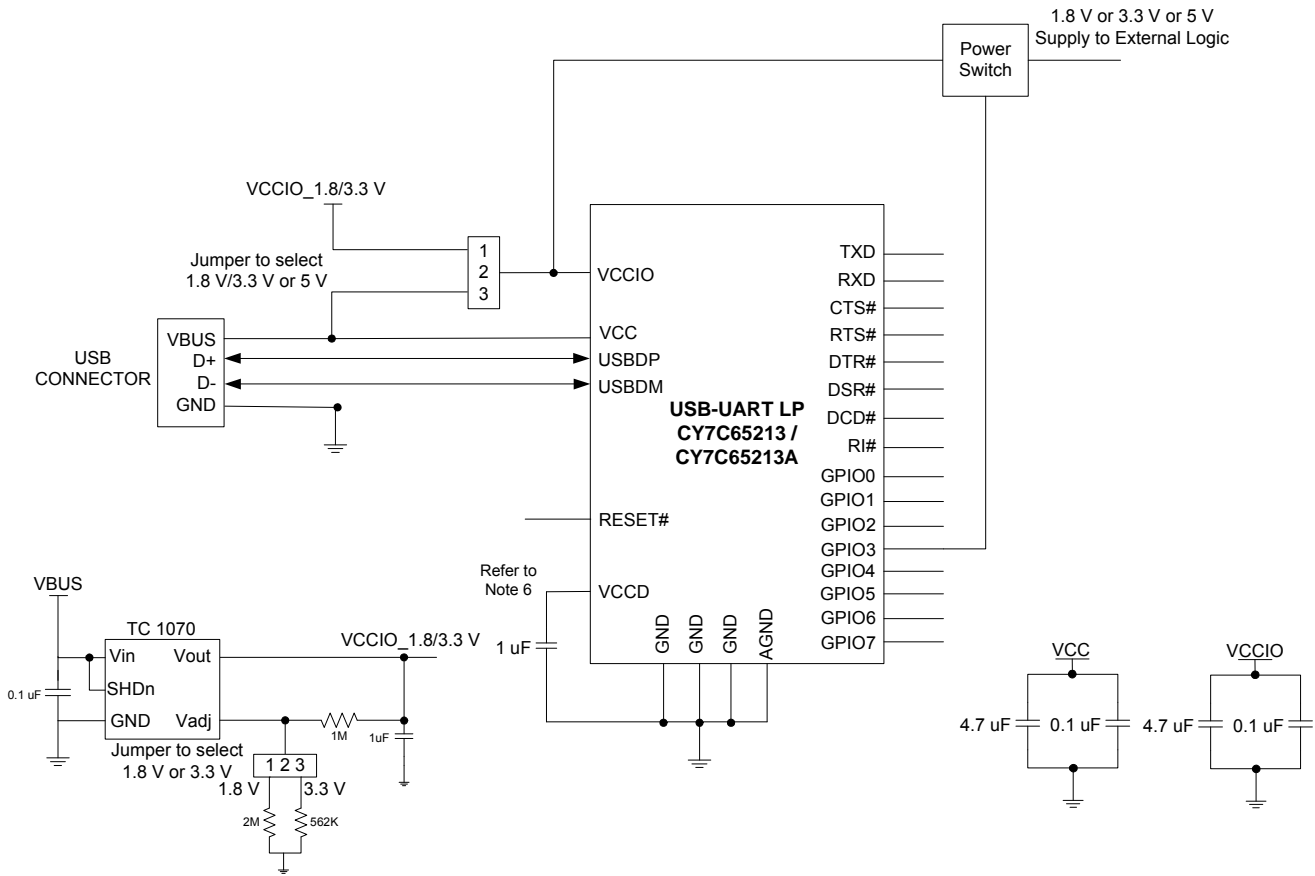 1.8 V or 3.3 V or 5 V
Supply to External Logic
Power
Switch
VCCIO_1.8/3.3 V
Jumper to select
1.8 V/3.3 V or 5 V
1
2
3
VCCIO
VCC
USBDP
USBDM
USB
CONNECTOR
VBUS
D+
D-
GND
USB-UART LP
CY7C65213 /
CY7C65213A
TXD
RXD
CTS#
RTS#
DTR#
DSR#
DCD#
RI#
GPIO0
GPIO1
GPIO2
GPIO3
GPIO4
GPIO5
GPIO6
GPIO7
RESET#
Refer to
Note 6
VCCD
1 uF
GND
GND
GND
AGND
VBUS
TC 1070
VCCIO_1.8/3.3 V
Vin
Vout
SHDn
GND
Vadj
0.1 uF
1M
1uF
Jumper to select
1.8 V or 3.3 V
1 2 3
1.8 V
3.3 V
2M
562K
VCC
4.7 uF
0.1 uF
VCCIO
4.7 uF
0.1 uF